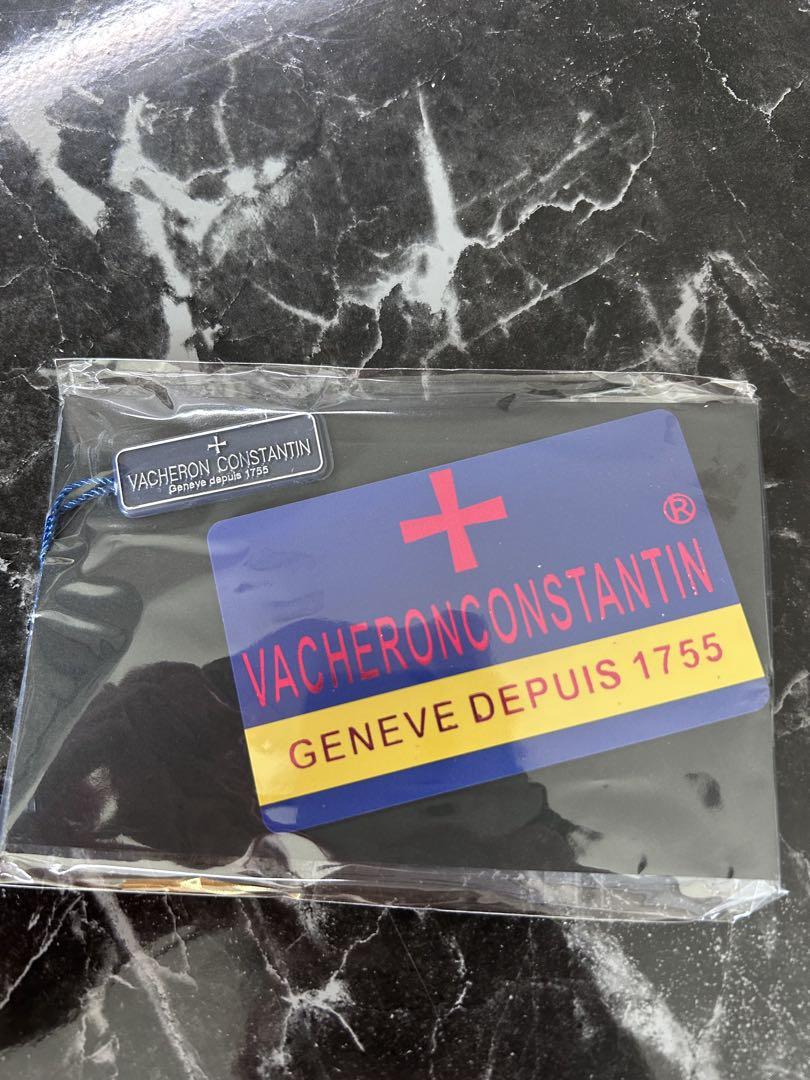 VACHERON CONSTANTIN
Geneve depuis 1755
®
VACHERONCONSTANTIN
GENEVE DEPUIS 1755